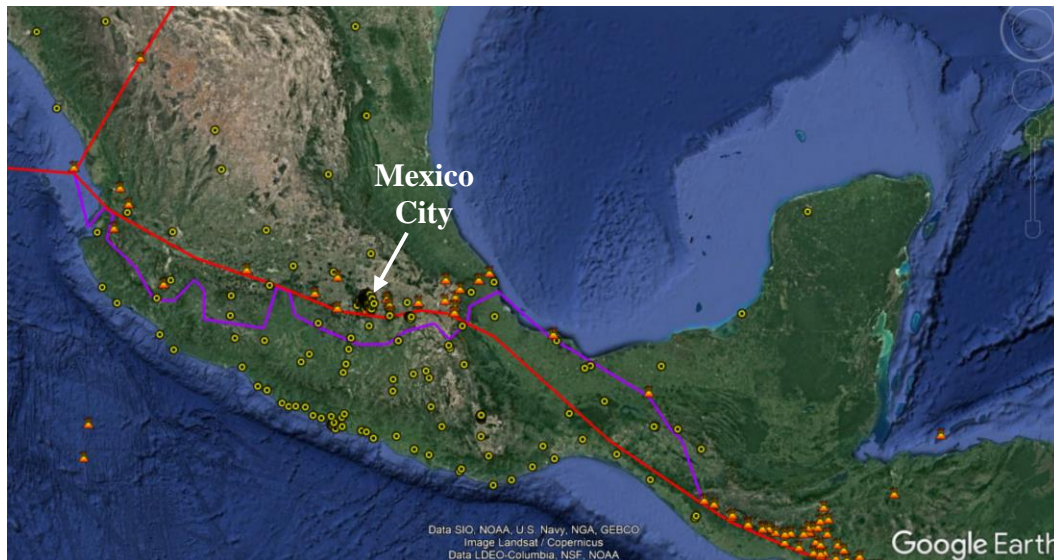 Mexico
City
Data SIO, NOAA, U.S. Navy, NGA, GEBCO
Image Landsat / Copernicus
Data LDEO-Columbia, NSF, NOAA
Google Earth